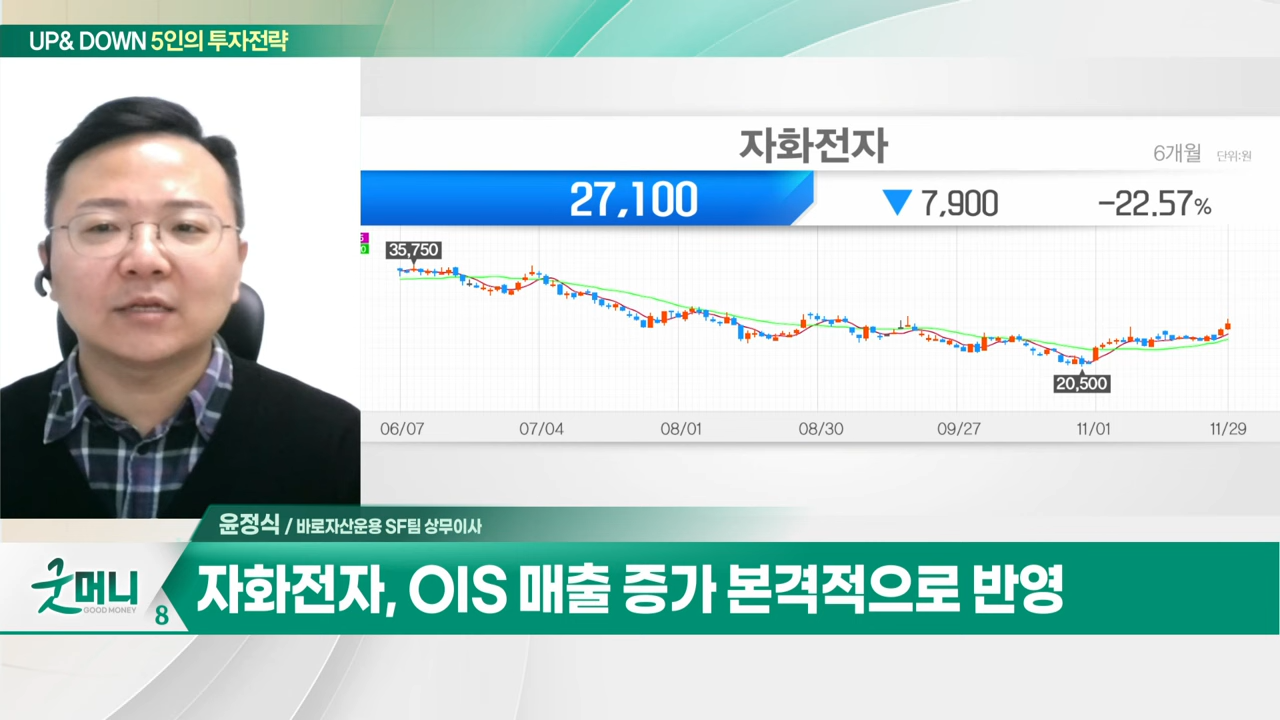 UP& DOWN 5인의 투자전략
자화전자
6개월 단위:원
27,100 ▼ 7,900 -22.57%
35,750
20,500
06/07 07/04 08/01 08/30 09/27 11/01 11/29
윤정식 / 바로자산운용 SF팀 상무이사
굿머니
GOOD MONEY
8
자화전자, OIS 매출 증가 본격적으로 반영